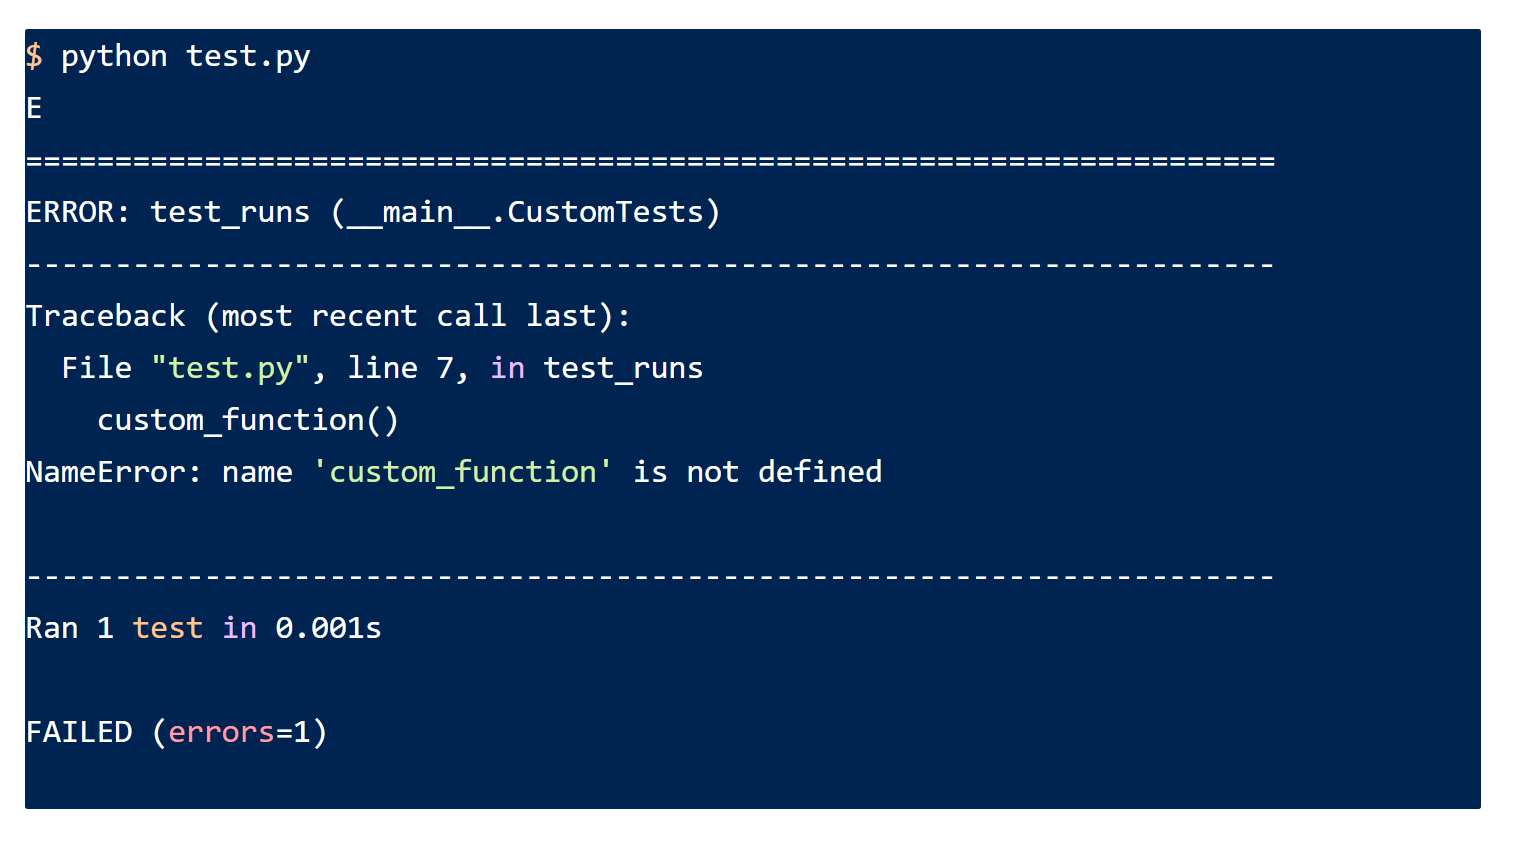 $ python test.py
E
======================================================================
ERROR: test_runs (__main__.CustomTests)
----------------------------------------------------------------------
Traceback (most recent call last):
  File "test.py", line 7, in test_runs
    custom_function()
NameError: name 'custom_function' is not defined
----------------------------------------------------------------------
Ran 1 test in 0.001s
FAILED (errors=1)